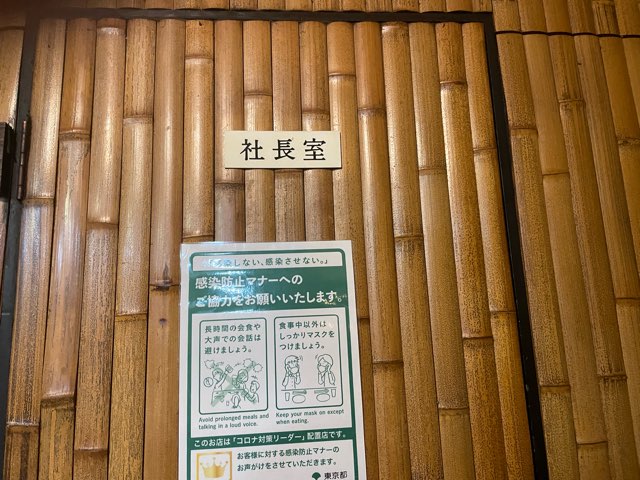 社長室
感染しない、感染させない。」
感染防止マナーへの
ご協力をお願いいたします。
長時間の会食や
大声での会話は
避けましょう。
Avoid prolonged meals and
talking in a loud voice.
食事中以外は
しっかりマスクを
つけましょう。
Keep your mask on except
when eating.
このお店は「コロナ対策リーダー」配置店です。
お客様に対する感染防止マナーの
お声がけをさせていただきます。
東京都